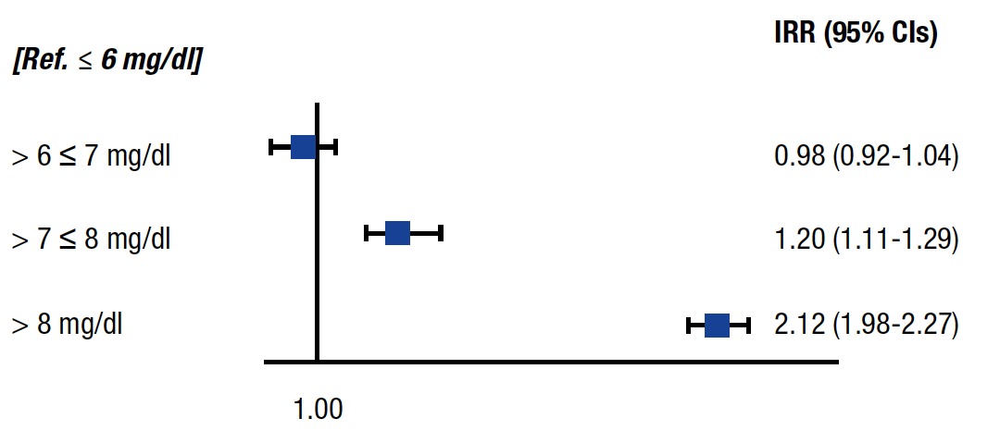 IRR (95% CIs)
[Ref. ≤ 6 mg/dl]
> 6 ≤ 7 mg/dl 0.98 (0.92-1.04)
> 7 ≤ 8 mg/dl 1.20 (1.11-1.29)
> 8 mg/dl 2.12 (1.98-2.27)
1.00